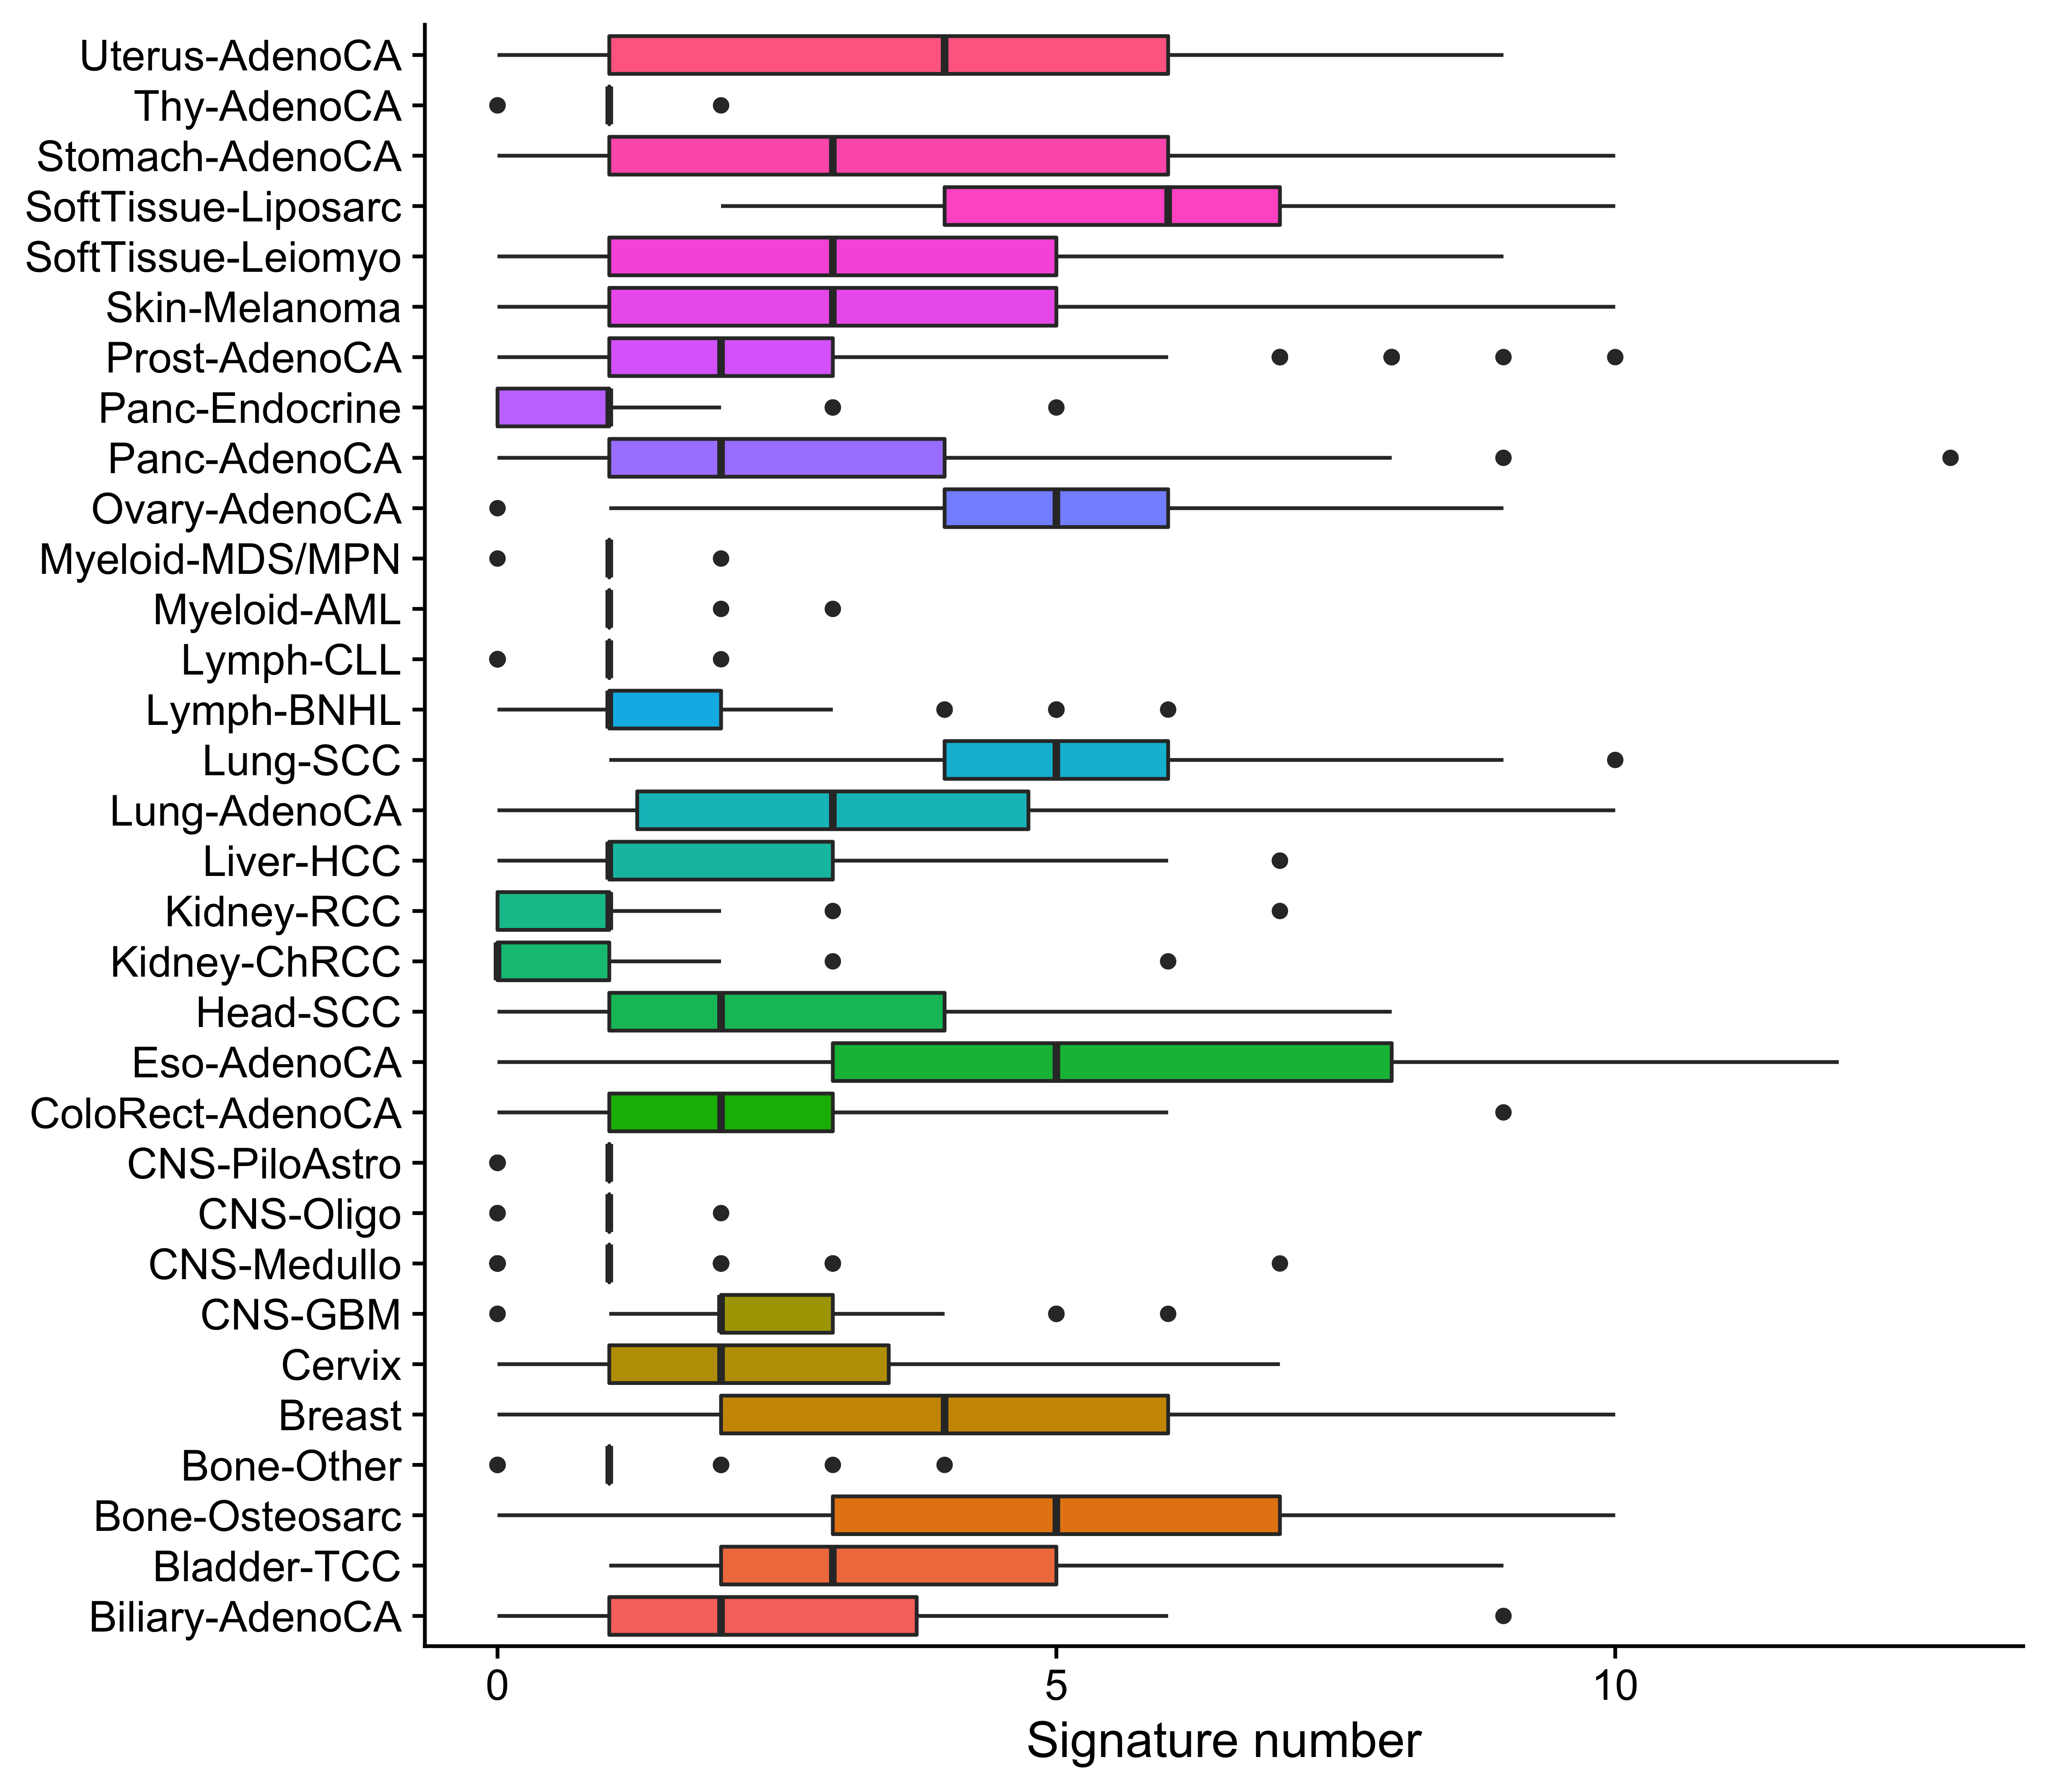 Uterus-AdenoCA
Thy-AdenoCA
Stomach-AdenoCA
SoftTissue-Liposarc
SoftTissue-Leiomyo
Skin-Melanoma
Prost-AdenoCA
Panc-Endocrine
Panc-AdenoCA
Ovary-AdenoCA
Myeloid-MDS/MPN
Myeloid-AML
Lymph-CLL
Lymph-BNHL
Lung-SCC
Lung-AdenoCA
Liver-HCC
Kidney-RCC
Kidney-ChRCC
Head-SCC
Eso-AdenoCA
ColoRect-AdenoCA
CNS-PiloAstro
CNS-Oligo
CNS-Medullo
CNS-GBM
Cervix
Breast
Bone-Other
Bone-Osteosarc
Bladder-TCC
Biliary-AdenoCA
0 5 10
Signature number